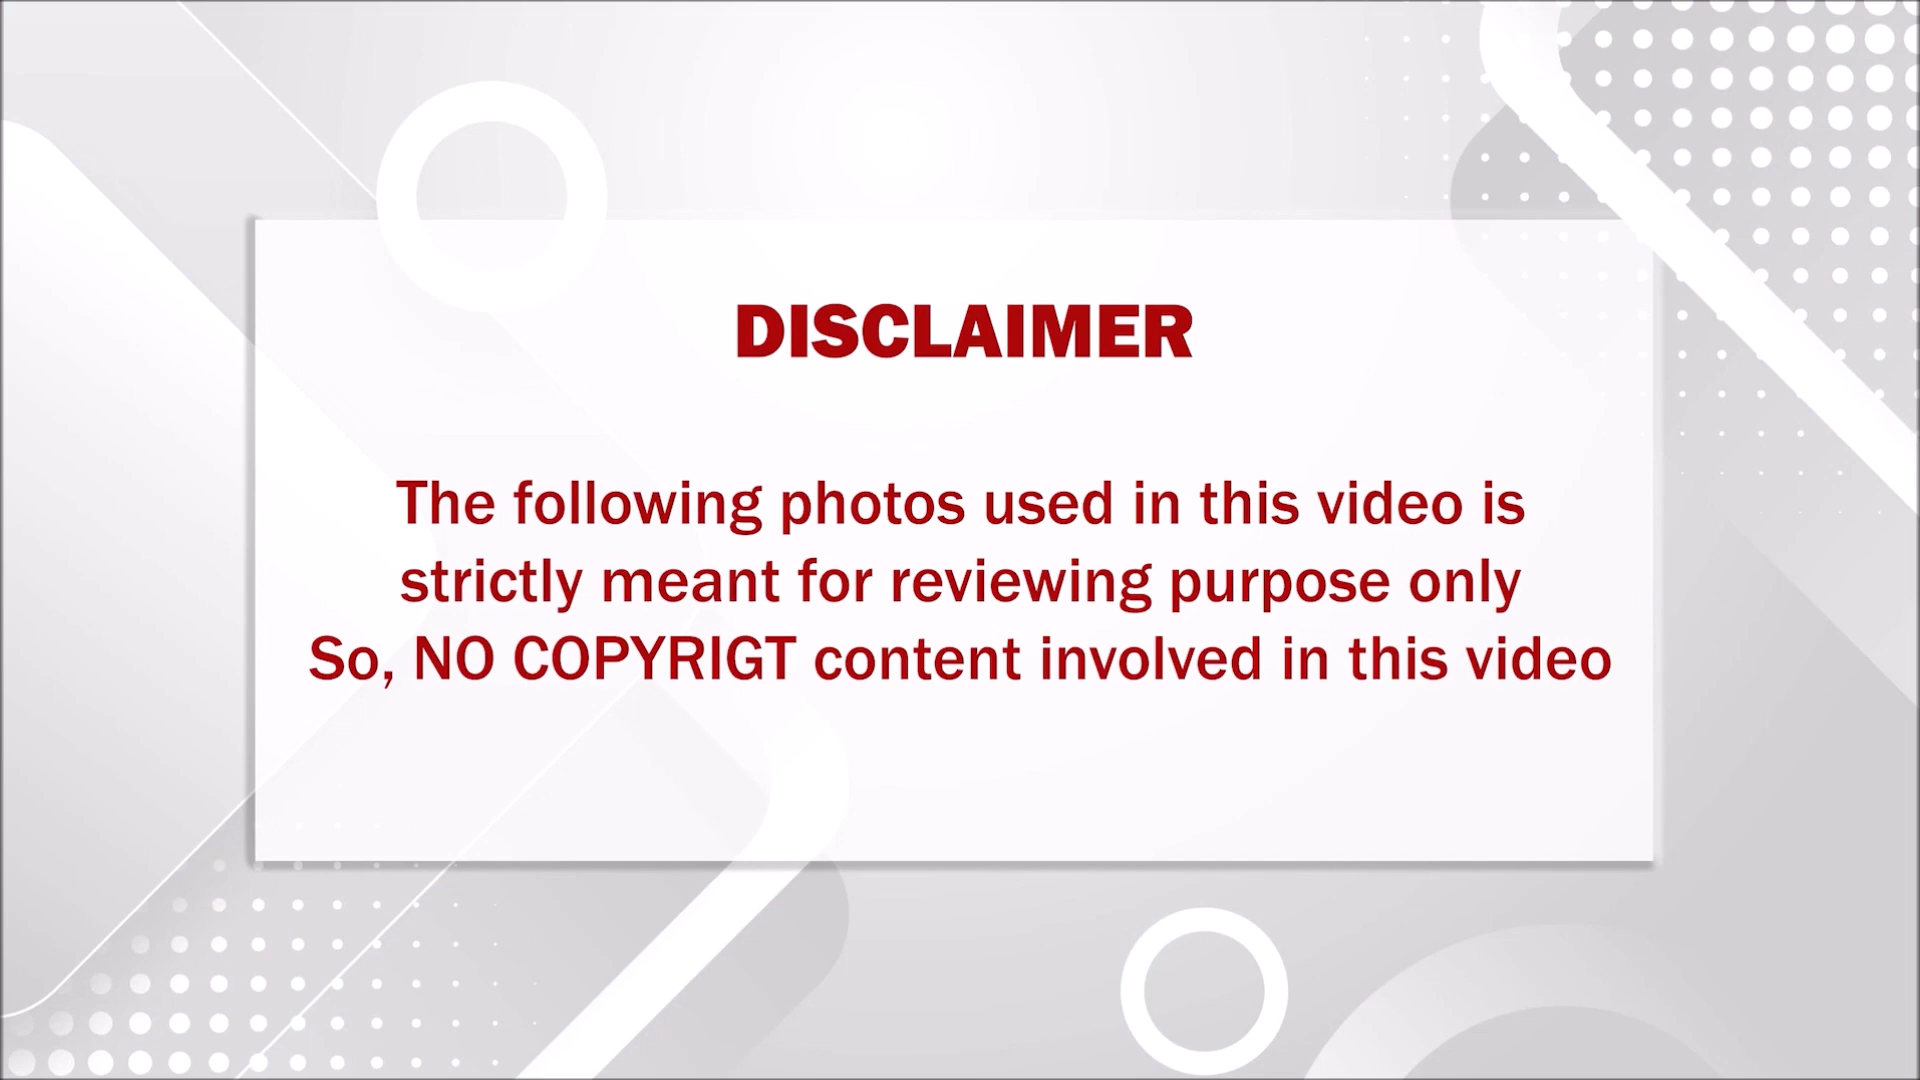 DISCLAIMER
The following photos used in this video is
strictly meant for reviewing purpose only
So, NO COPYRIGT content involved in this video